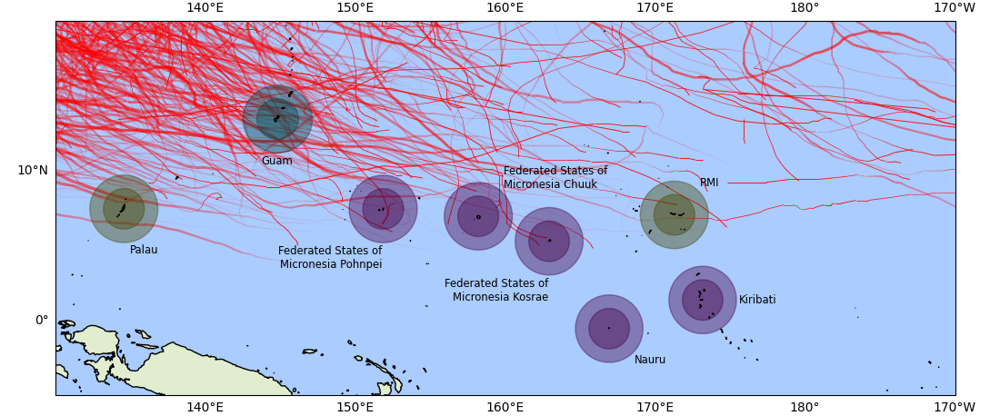 140°E 150°E 160°E 170°E 180° 170°W
10°N
0°
Guam
Federated States of
Micronesia Chuuk
RMI
Palau
Federated States of
Micronesia Pohnpei
Federated States of
Micronesia Kosrae
Kiribati
Nauru
140°E 150°E 160°E 170°E 180° 170°W